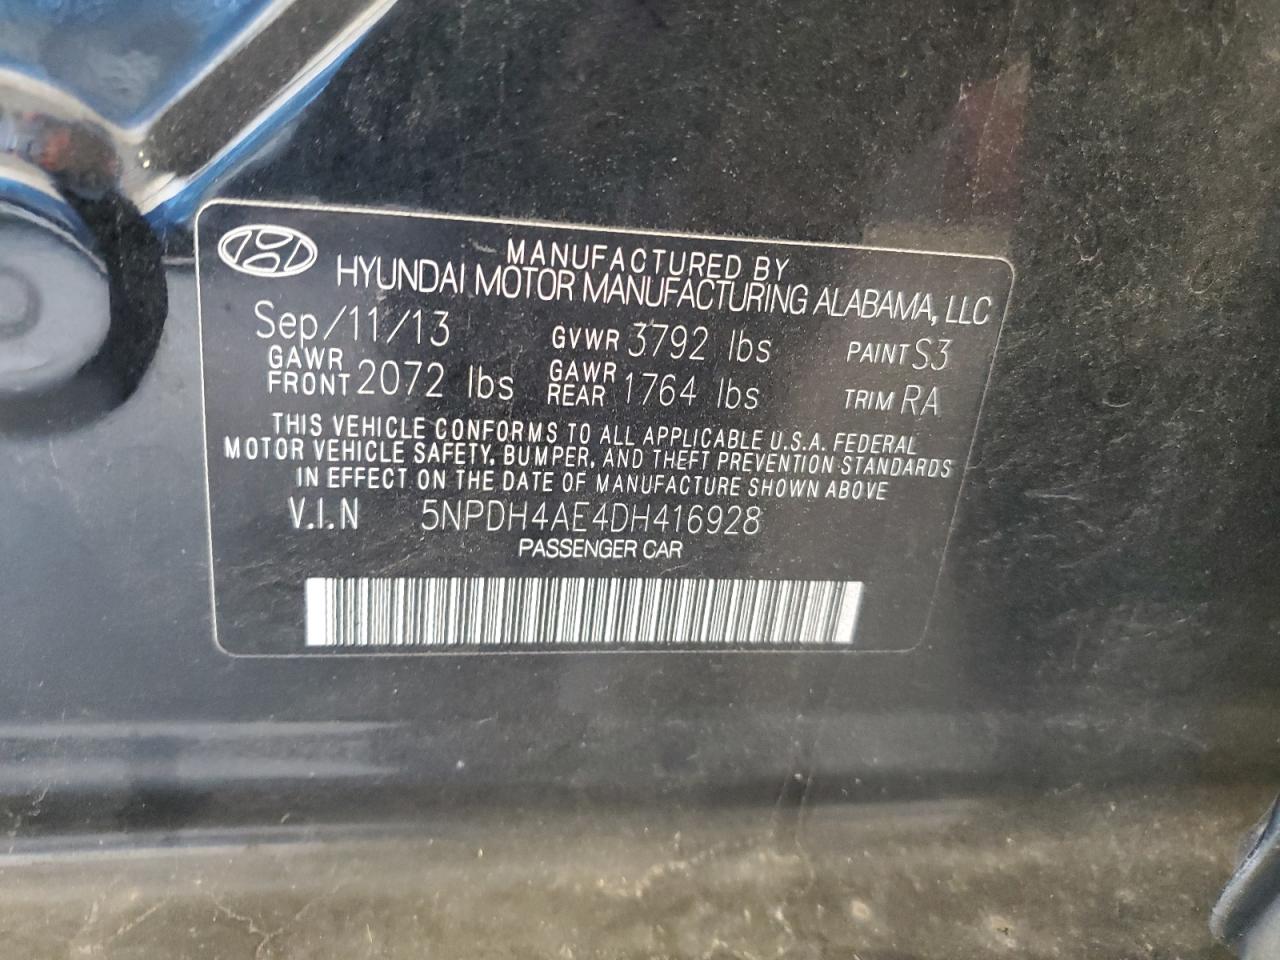 MANUFACTURED BY
HYUNDAI MOTOR MANUFACTURING ALABAMA, LLC
Sep/11/13 GVWR 3792 lbs PAINT S3
GAWR FRONT 2072 lbs GAWR REAR 1764 lbs TRIM RA
THIS VEHICLE CONFORMS TO ALL APPLICABLE U.S.A. FEDERAL
MOTOR VEHICLE SAFETY, BUMPER, AND THEFT PREVENTION STANDARDS
IN EFFECT ON THE DATE OF MANUFACTURE SHOWN ABOVE
V.I.N 5NPDH4AE4DH416928
PASSENGER CAR